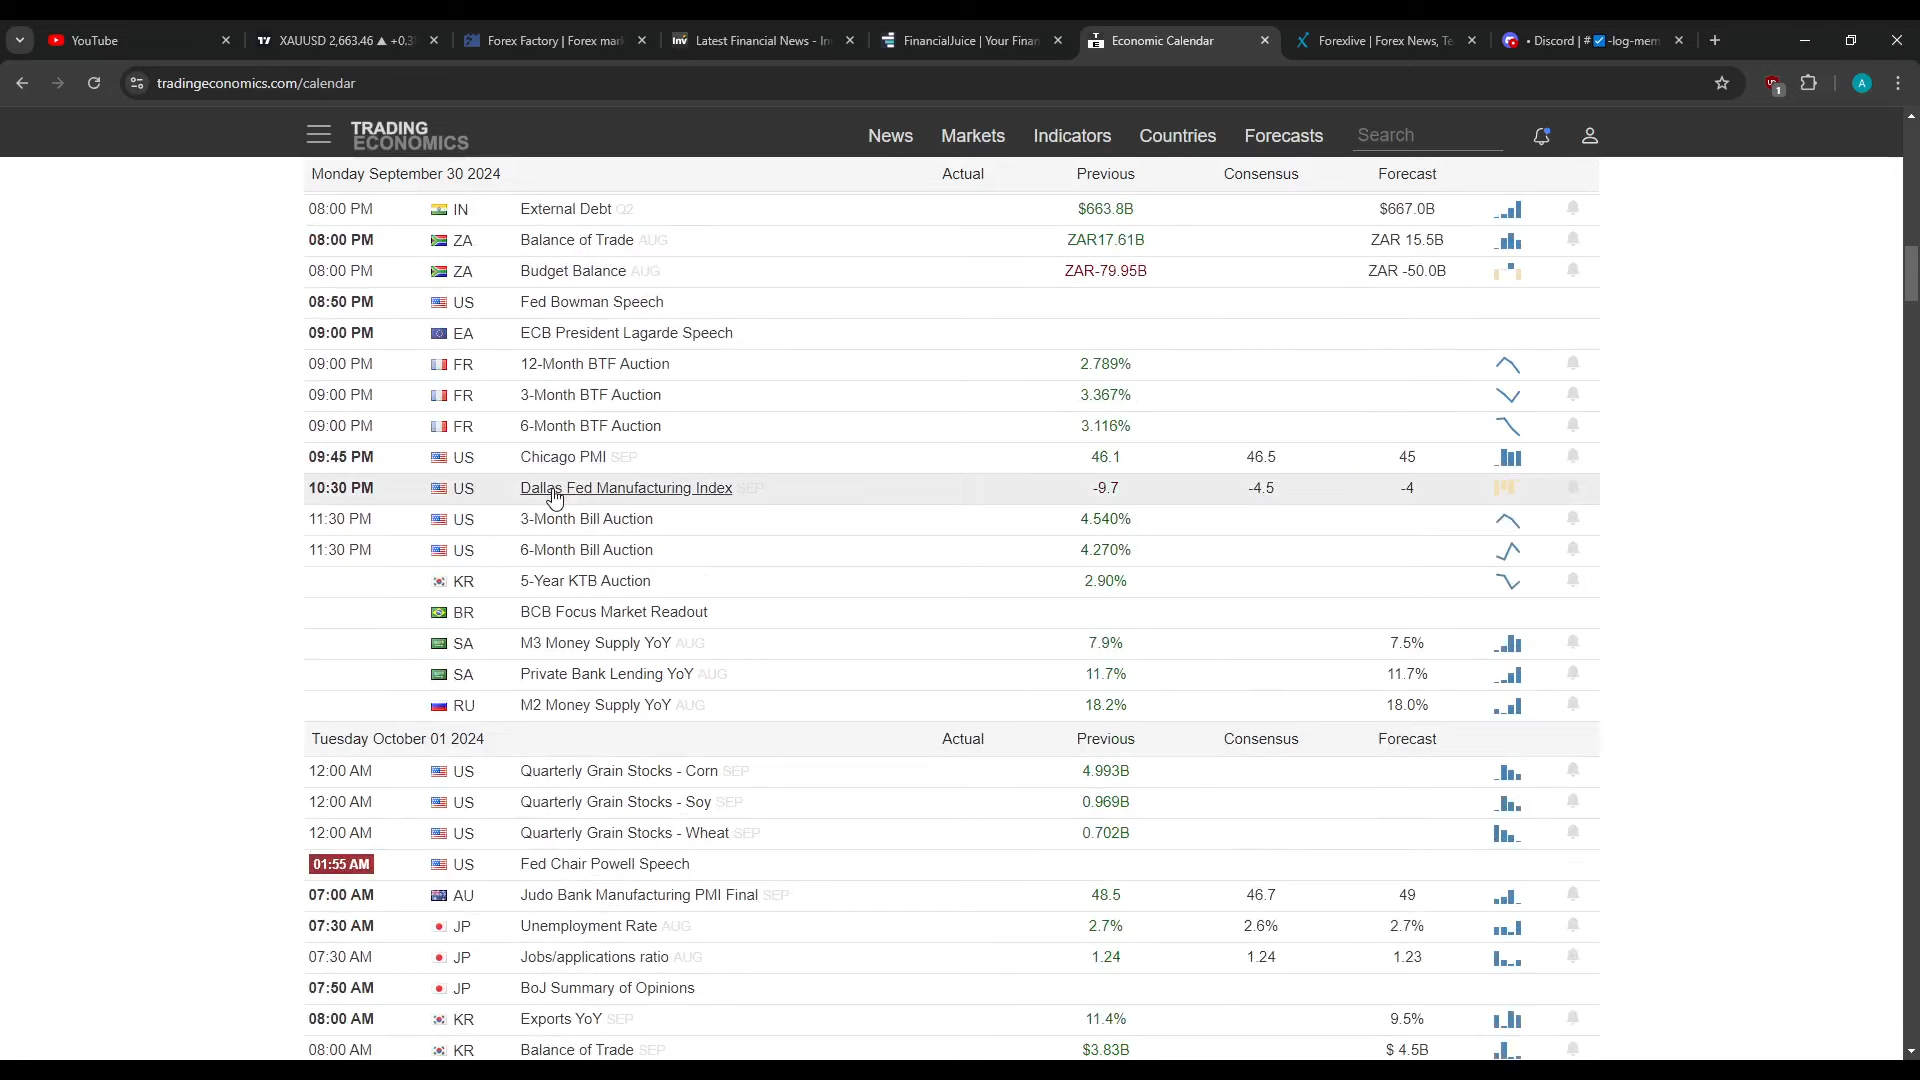 YouTube
XAUUSD 2,663.46 ▲ +0.3
Forex Factory | Forex mar
Inv Latest Financial News - In
FinancialJuice | Your Finan
Economic Calendar
Forexlive | Forex News, Te
• Discord | #✅-log-mem
tradingeconomics.com/calendar
1
A
TRADING
ECONOMICS
News Markets Indicators Countries Forecasts Search
Monday September 30 2024 Actual Previous Consensus Forecast
08:00 PM IN External Debt Q2 $663.8B $667.0B
08:00 PM ZA Balance of Trade AUG ZAR17.61B ZAR 15.5B
08:00 PM ZA Budget Balance AUG ZAR-79.95B ZAR -50.0B
08:50 PM US Fed Bowman Speech
09:00 PM EA ECB President Lagarde Speech
09:00 PM FR 12-Month BTF Auction 2.789%
09:00 PM FR 3-Month BTF Auction 3.367%
09:00 PM FR 6-Month BTF Auction 3.116%
09:45 PM US Chicago PMI SEP 46.1 46.5 45
10:30 PM US Dallas Fed Manufacturing Index SEP -9.7 -4.5 -4
11:30 PM US 3-Month Bill Auction 4.540%
11:30 PM US 6-Month Bill Auction 4.270%
KR 5-Year KTB Auction 2.90%
BR BCB Focus Market Readout
SA M3 Money Supply YoY AUG 7.9% 7.5%
SA Private Bank Lending YoY AUG 11.7% 11.7%
RU M2 Money Supply YoY AUG 18.2% 18.0%
Tuesday October 01 2024 Actual Previous Consensus Forecast
12:00 AM US Quarterly Grain Stocks - Corn SEP 4.993B
12:00 AM US Quarterly Grain Stocks - Soy SEP 0.969B
12:00 AM US Quarterly Grain Stocks - Wheat SEP 0.702B
01:55 AM US Fed Chair Powell Speech
07:00 AM AU Judo Bank Manufacturing PMI Final SEP 48.5 46.7 49
07:30 AM JP Unemployment Rate AUG 2.7% 2.6% 2.7%
07:30 AM JP Jobs/applications ratio AUG 1.24 1.24 1.23
07:50 AM JP BoJ Summary of Opinions
08:00 AM KR Exports YoY SEP 11.4% 9.5%
08:00 AM KR Balance of Trade SEP $3.83B $ 4.5B